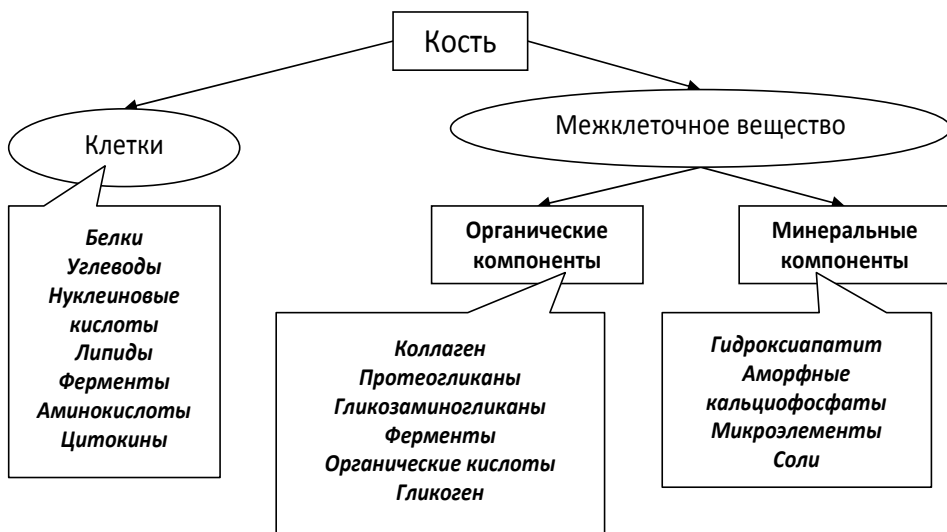 Кость
Клетки
Межклеточное вещество
Белки
Углеводы
Нуклеиновые
кислоты
Липиды
Ферменты
Аминокислоты
Цитокины
Органические
компоненты
Минеральные
компоненты
Коллаген
Протеогликаны
Гликозаминогликаны
Ферменты
Органические кислоты
Гликоген
Гидроксиапатит
Аморфные
кальциофосфаты
Микроэлементы
Соли